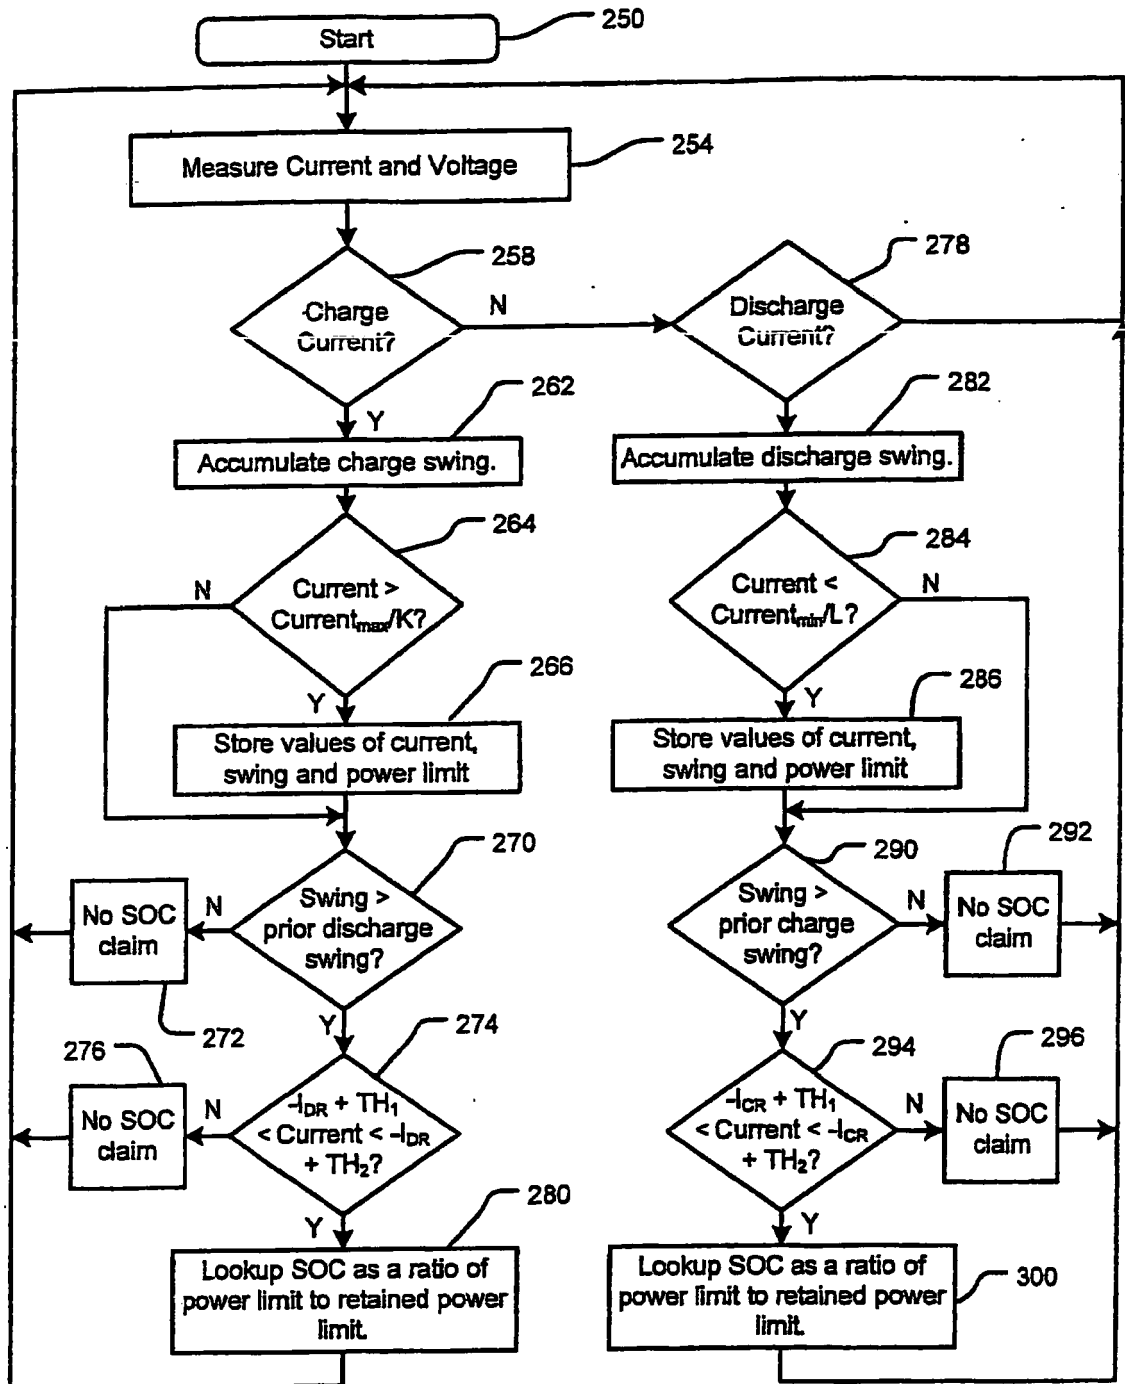 Start
250
Measure Current and Voltage
254
Charge
Current?
258
N
Y
Discharge
Current?
278
262
Accumulate charge swing.
282
Accumulate discharge swing.
264
Current >
Currentmax/K?
N
Y
284
Current <
Currentmin/L?
N
Y
266
Store values of current,
swing and power limit
286
Store values of current,
swing and power limit
270
Swing >
prior discharge
swing?
N
Y
No SOC
claim
272
290
Swing >
prior charge
swing?
N
Y
292
No SOC
claim
274
-IDR + TH1
< Current < -IDR
+ TH2?
N
Y
276
No SOC
claim
294
-ICR + TH1
< Current < -ICR
+ TH2?
N
Y
296
No SOC
claim
280
Lookup SOC as a ratio of
power limit to retained power
limit.
Lookup SOC as a ratio of
power limit to retained power
limit.
300